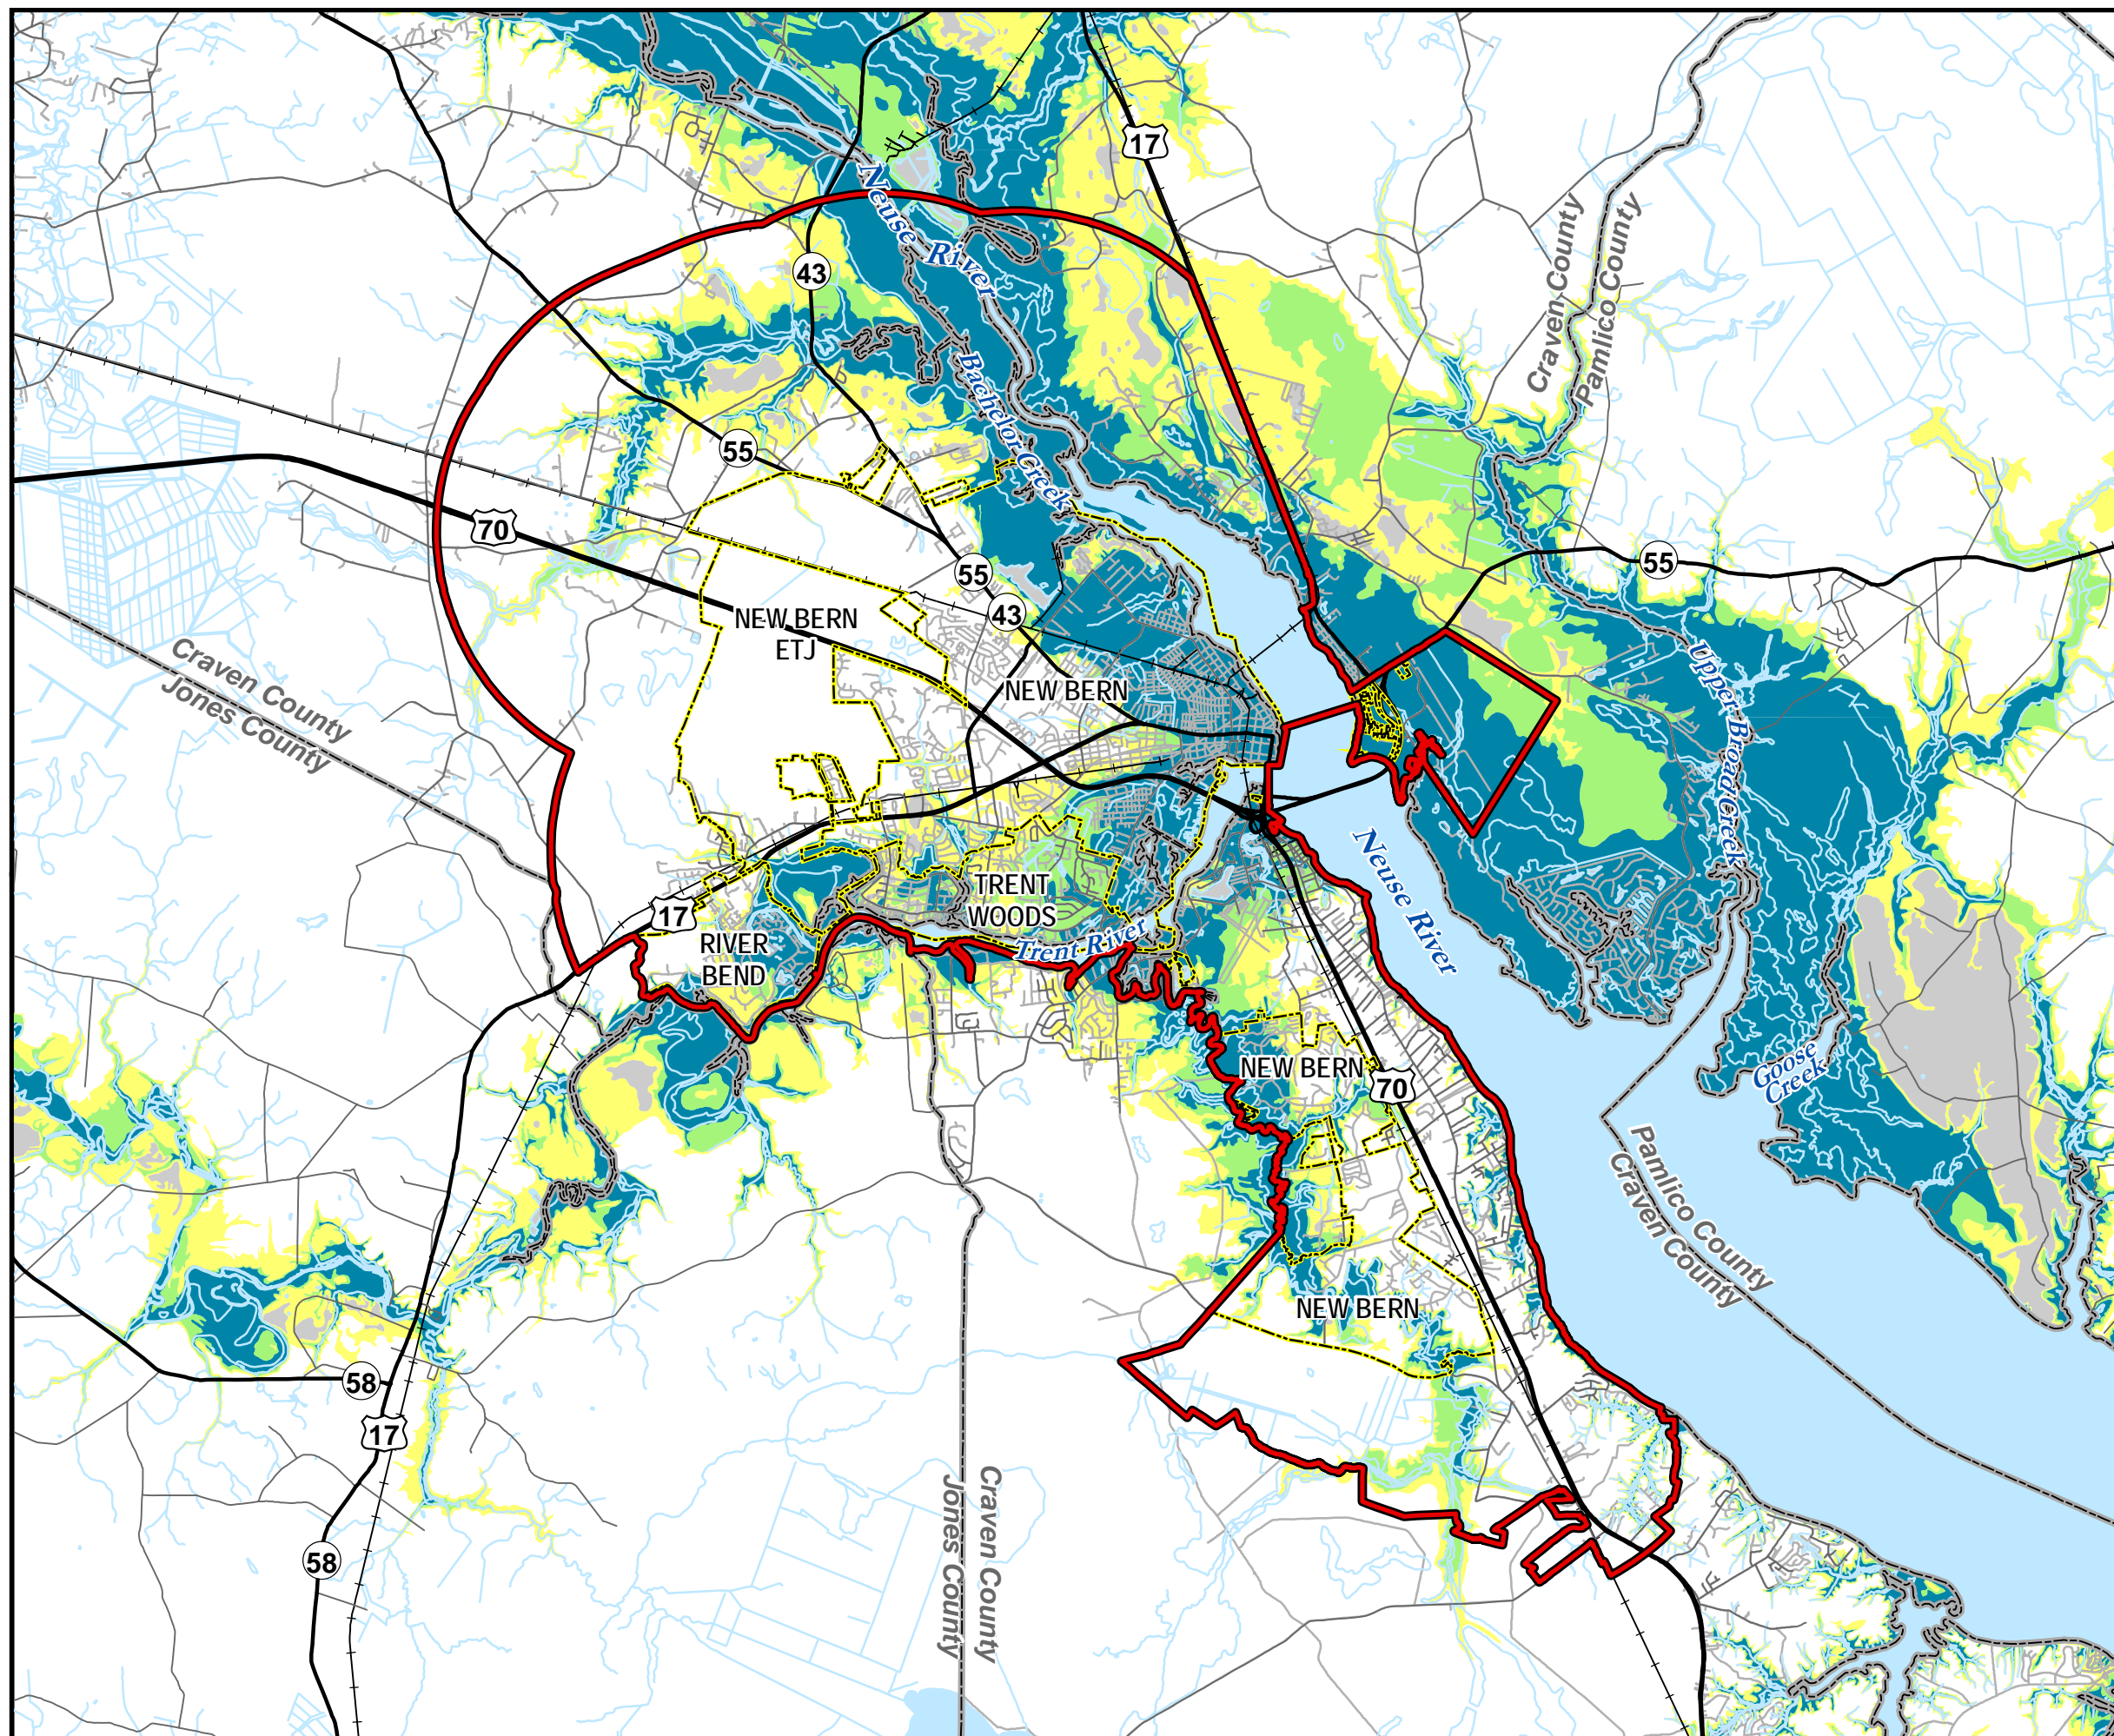 17
Neuse River
43
Craven County
Pamlico County
Bachelor Creek
55
70
55
55
NEW BERN
ETJ
43
Craven County
Jones County
NEW BERN
Upper Broad Creek
Neuse River
TRENT
WOODS
17
RIVER
BEND
Trent River
NEW BERN
70
Goose
Creek
Pamlico County
Craven County
NEW BERN
58
17
Craven County
Jones County
58